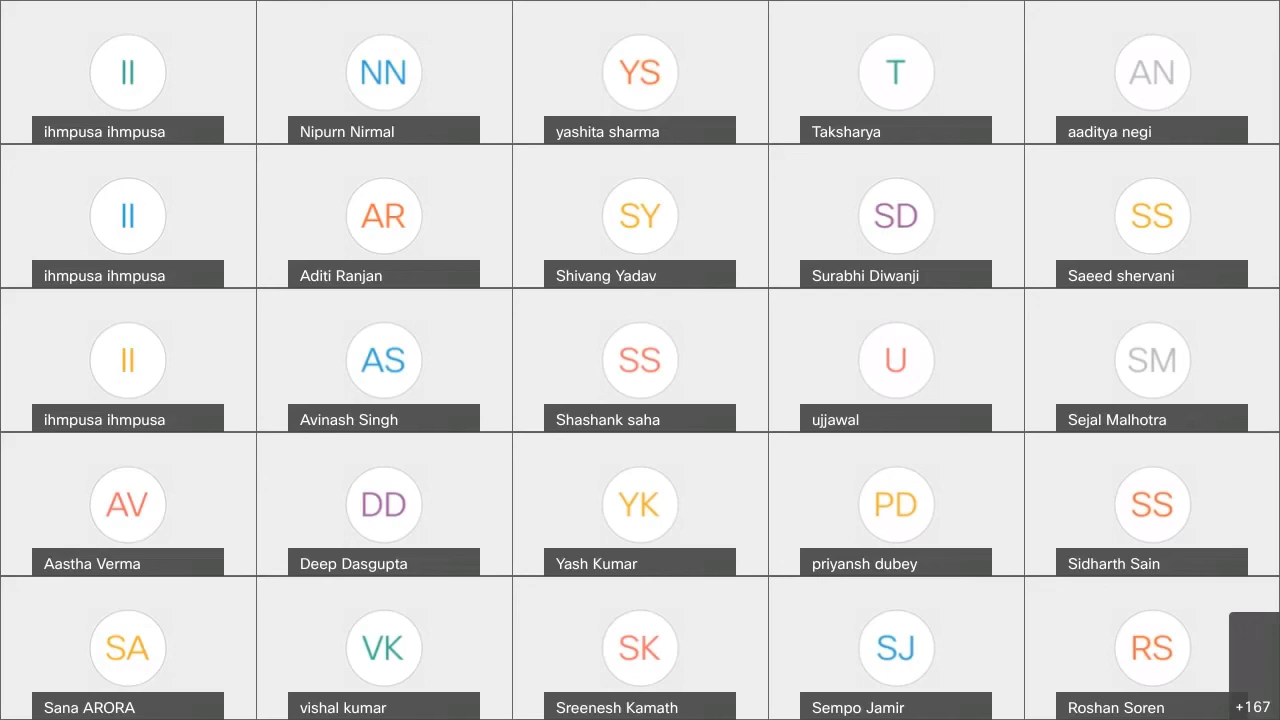 II
NN
YS
T
AN
ihmpusa ihmpusa
Nipurn Nirmal
yashita sharma
Taksharya
aaditya negi
II
AR
SY
SD
SS
ihmpusa ihmpusa
Aditi Ranjan
Shivang Yadav
Surabhi Diwanji
Saeed shervani
II
AS
SS
U
SM
ihmpusa ihmpusa
Avinash Singh
Shashank saha
ujjawal
Sejal Malhotra
AV
DD
YK
PD
SS
Aastha Verma
Deep Dasgupta
Yash Kumar
priyansh dubey
Sidharth Sain
SA
VK
SK
SJ
RS
Sana ARORA
vishal kumar
Sreenesh Kamath
Sempo Jamir
Roshan Soren
+167